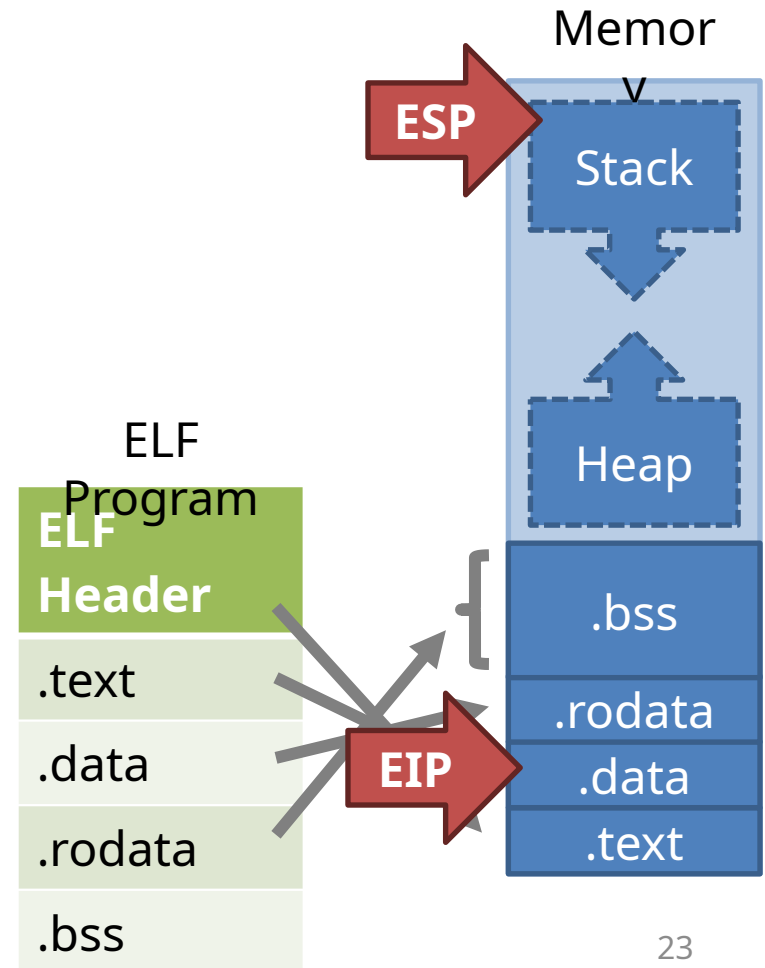 Memor
y
ESP
Stack
Heap
ELF
Program
ELF
Header
.text
.data
.rodata
.bss
EIP
.bss
.rodata
.data
.text
23